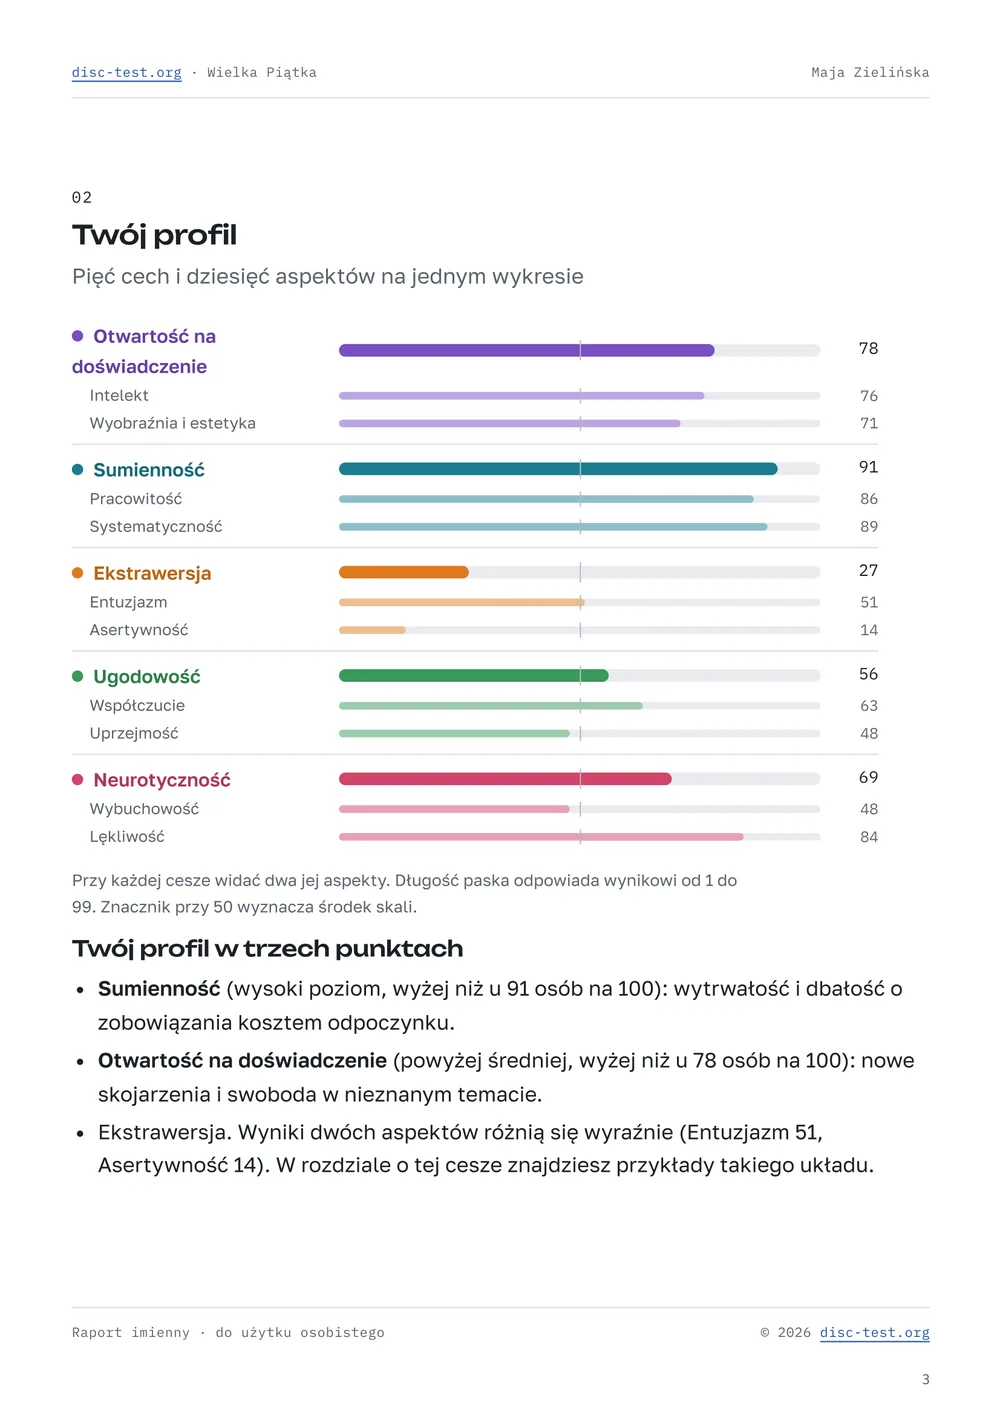 disc-test.org · Wielka Piątka
Maja Zielińska
02
Twój profil
Pięć cech i dziesięć aspektów na jednym wykresie
Otwartość na
doświadczenie
78
Intelekt
76
Wyobraźnia i estetyka
71
Sumienność
91
Pracowitość
86
Systematyczność
89
Ekstrawersja
27
Entuzjazm
51
Asertywność
14
Ugodowość
56
Współczucie
63
Uprzejmość
48
Neurotyczność
69
Wybuchowość
48
Lękliwość
84
Przy każdej cesze widać dwa jej aspekty. Długość paska odpowiada wynikowi od 1 do
99. Znacznik przy 50 wyznacza środek skali.
Twój profil w trzech punktach
• Sumienność (wysoki poziom, wyżej niż u 91 osób na 100): wytrwałość i dbałość o
zobowiązania kosztem odpoczynku.
• Otwartość na doświadczenie (powyżej średniej, wyżej niż u 78 osób na 100): nowe
skojarzenia i swoboda w nieznanym temacie.
• Ekstrawersja. Wyniki dwóch aspektów różnią się wyraźnie (Entuzjazm 51,
Asertywność 14). W rozdziale o tej cesze znajdziesz przykłady takiego układu.
Raport imienny · do użytku osobistego
© 2026 disc-test.org
3